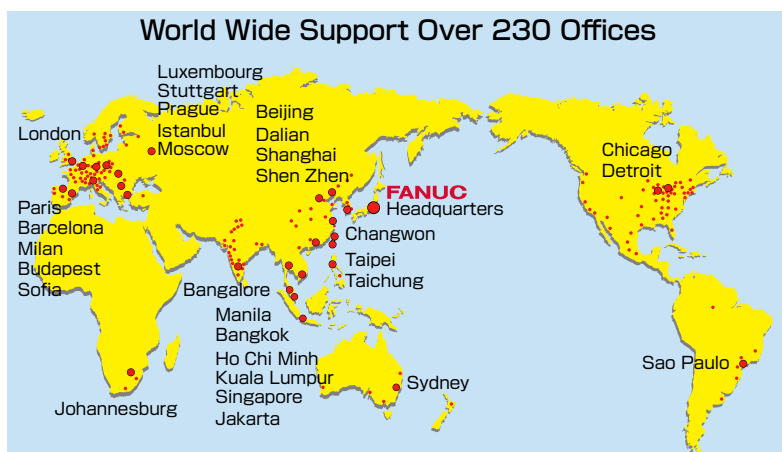 World Wide Support Over 230 Offices
Luxembourg
Stuttgart
Prague
Istanbul
Moscow
London
Beijing
Dalian
Shanghai
Shen Zhen
Chicago
Detroit
FANUC
Headquarters
Paris
Barcelona
Milan
Budapest
Sofia
Changwon
Taipei
Taichung
Bangalore
Manila
Bangkok
Ho Chi Minh
Kuala Lumpur
Singapore
Jakarta
Sydney
Sao Paulo
Johannesburg